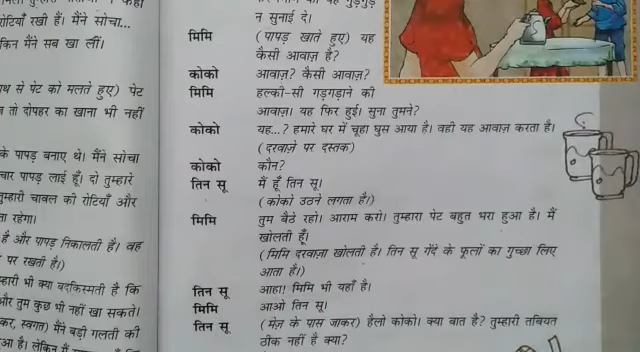 रोटियाँ रखी हैं। मैंने सोचा...
किन मैंने सब खा लीं।
थ से पेट को मलते हुए) पेट
तो दोपहर का खाना भी नहीं
के पापड़ बनाए थे। मैंने सोचा
चार पापड़ लाई हूँ। दो तुम्हारे
तुम्हारी चावल की रोटियाँ और
ता रहेगा।
है और पापड़ निकालती है। वह
पर रखती है।)
म्हारी भी क्या बदकिस्मती है कि
और तुम कुछ भी नहीं खा सकते।
कर, स्वगत) मैंने बड़ी गलती की
न सुनाई दे।
मिमि (पापड़ खाते हुए) यह
कैसी आवाज़ है?
कोको आवाज़? कैसी आवाज़?
मिमि हल्की-सी गड़गड़ाने की
आवाज़। यह फिर हुई। सुना तुमने?
कोको यह...? हमारे घर में चूहा घुस आया है। वही यह आवाज़ करता है।
(दरवाज़े पर दस्तक)
कोको कौन?
तिन सू मैं हूँ तिन सू।
(कोको उठने लगता है।)
मिमि तुम बैठे रहो। आराम करो। तुम्हारा पेट बहुत भरा हुआ है। मैं
खोलती हूँ।
(मिमि दरवाज़ा खोलती है। तिन सू गेंदे के फूलों का गुच्छा लिए
आता है।)
तिन सू आहा! मिमि भी यहाँ है।
मिमि आओ तिन सू।
तिन सू (मेज़ के पास जाकर) हैलो कोको। क्या बात है? तुम्हारी तबियत
ठीक नहीं है क्या?